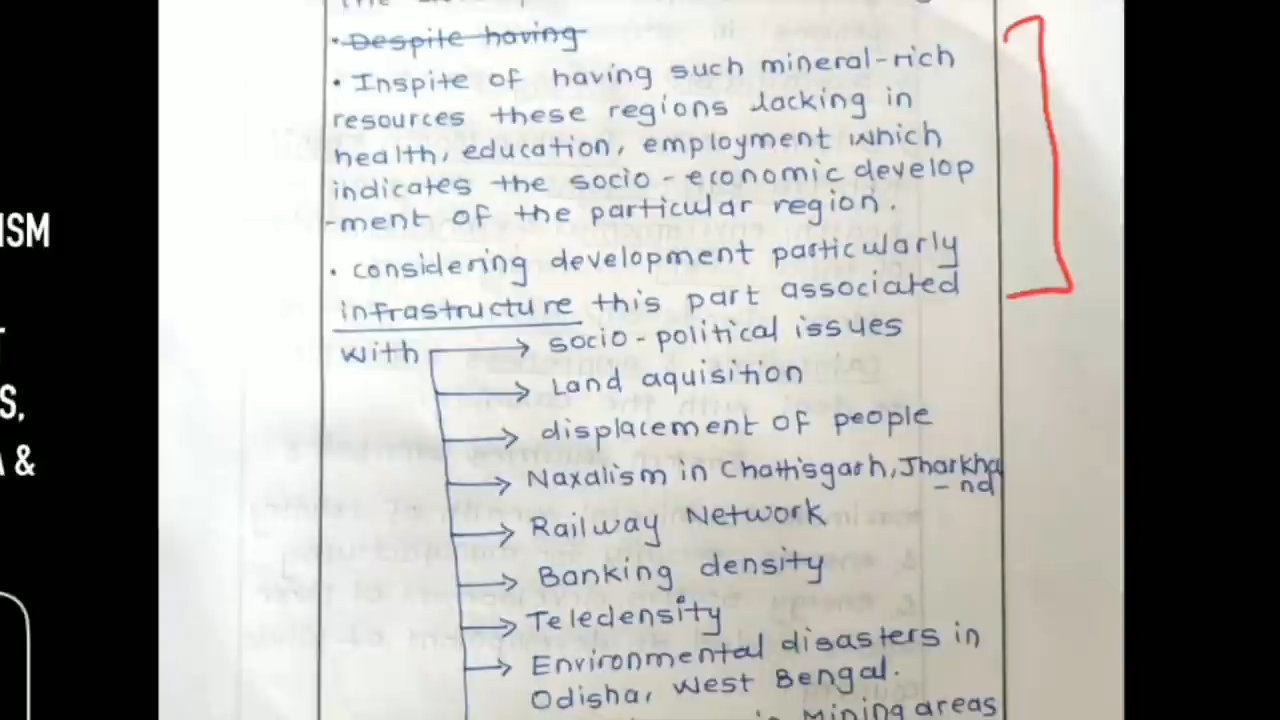 • Despite having
• Inspite of having such mineral-rich
resources these regions lacking in
health, education, employment which
indicates the socio-economic develop
-ment of the particular region.
• considering development particularly
infrastructure this part associated
with → socio-political issues
→ Land aquisition
→ displacement of people
→ Naxalism in Chattisgarh, Jharkha
- nd
→ Railway Network
→ Banking density
→ Teledensity
→ Environmental disasters in
Odisha, West Bengal.
Mining areas
ISM
S,
&